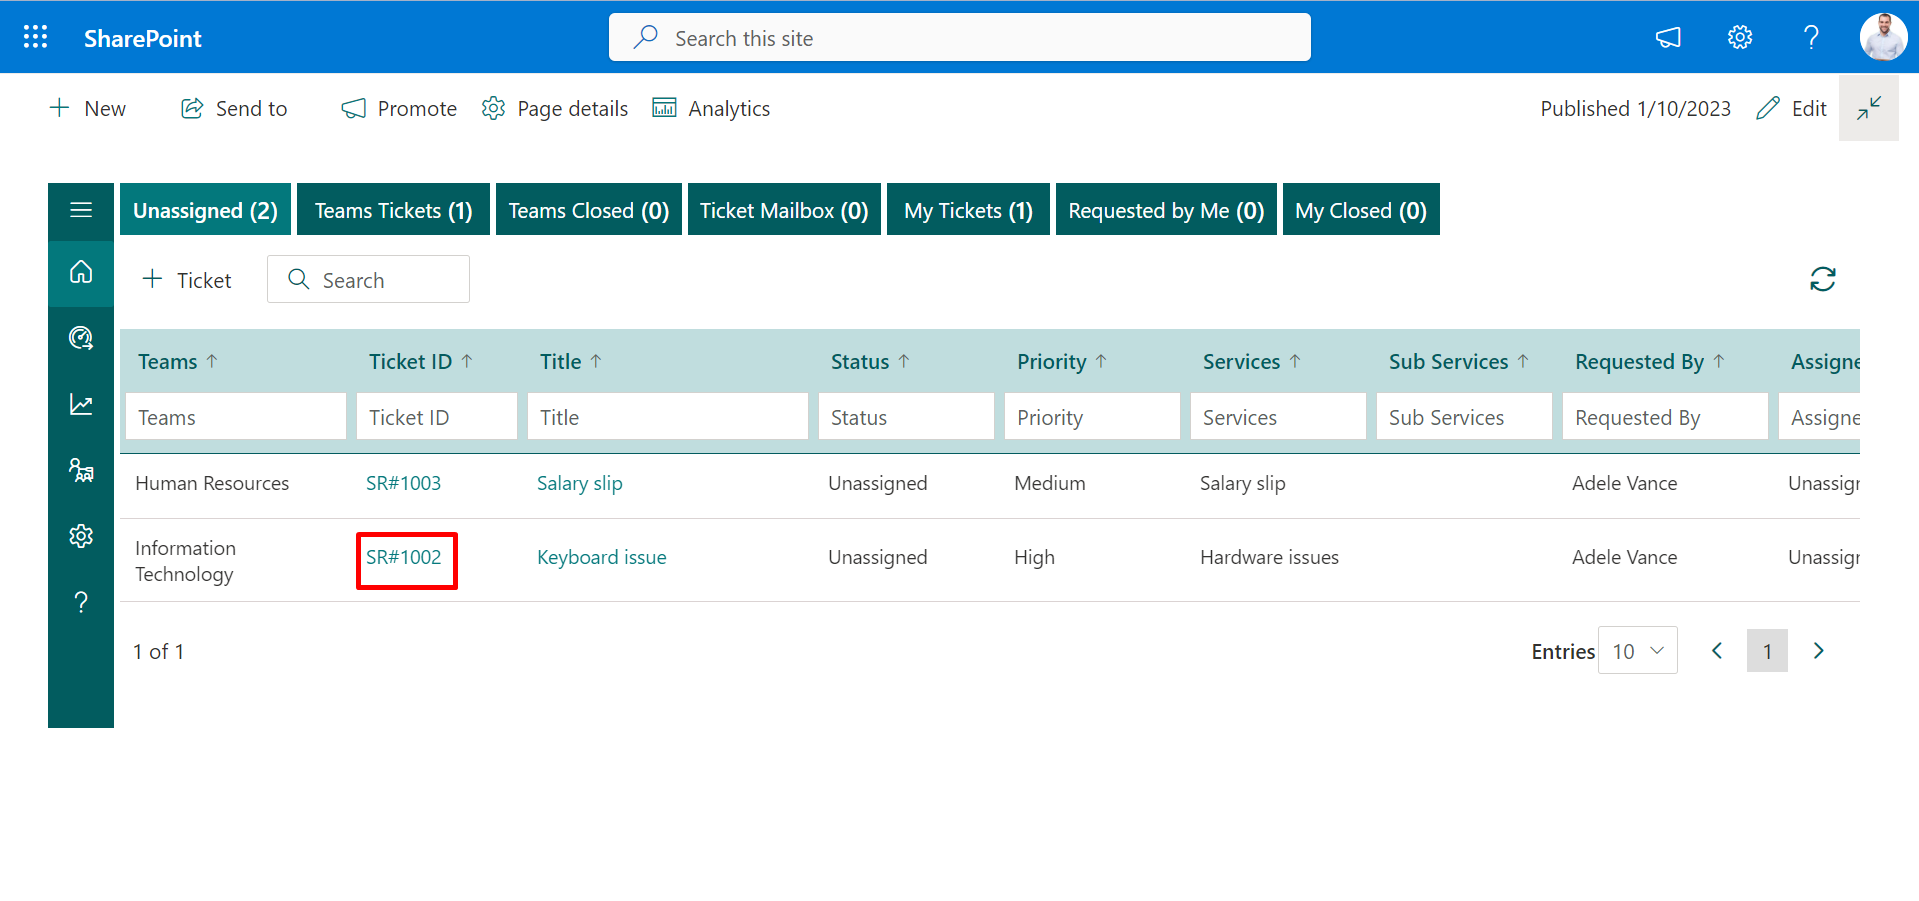 SharePoint
Search this site
New
Send to
Promote
Page details
Analytics
Published 1/10/2023
Edit
Unassigned (2)
Teams Tickets (1)
Teams Closed (0)
Ticket Mailbox (0)
My Tickets (1)
Requested by Me (0)
My Closed (0)
Ticket
Search
Teams
Ticket ID
Title
Status
Priority
Services
Sub Services
Requested By
Assigne
Teams
Ticket ID
Title
Status
Priority
Services
Sub Services
Requested By
Assigne
Human Resources
SR#1003
Salary slip
Unassigned
Medium
Salary slip
Adele Vance
Unassigr
Information
Technology
SR#1002
Keyboard issue
Unassigned
High
Hardware issues
Adele Vance
Unassigr
1 of 1
Entries
10
1